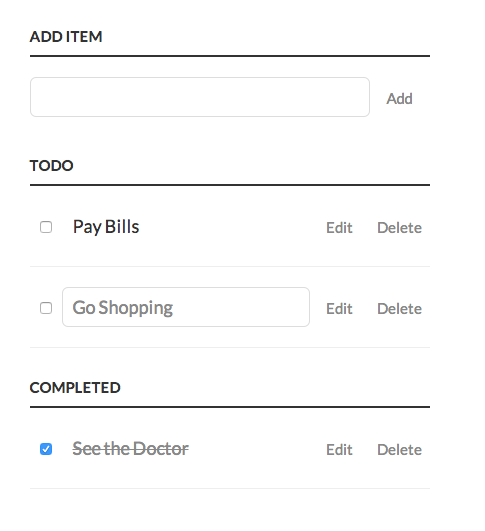 ADD ITEM
Add
TODO
Pay Bills Edit Delete
Go Shopping Edit Delete
COMPLETED
See the Doctor Edit Delete